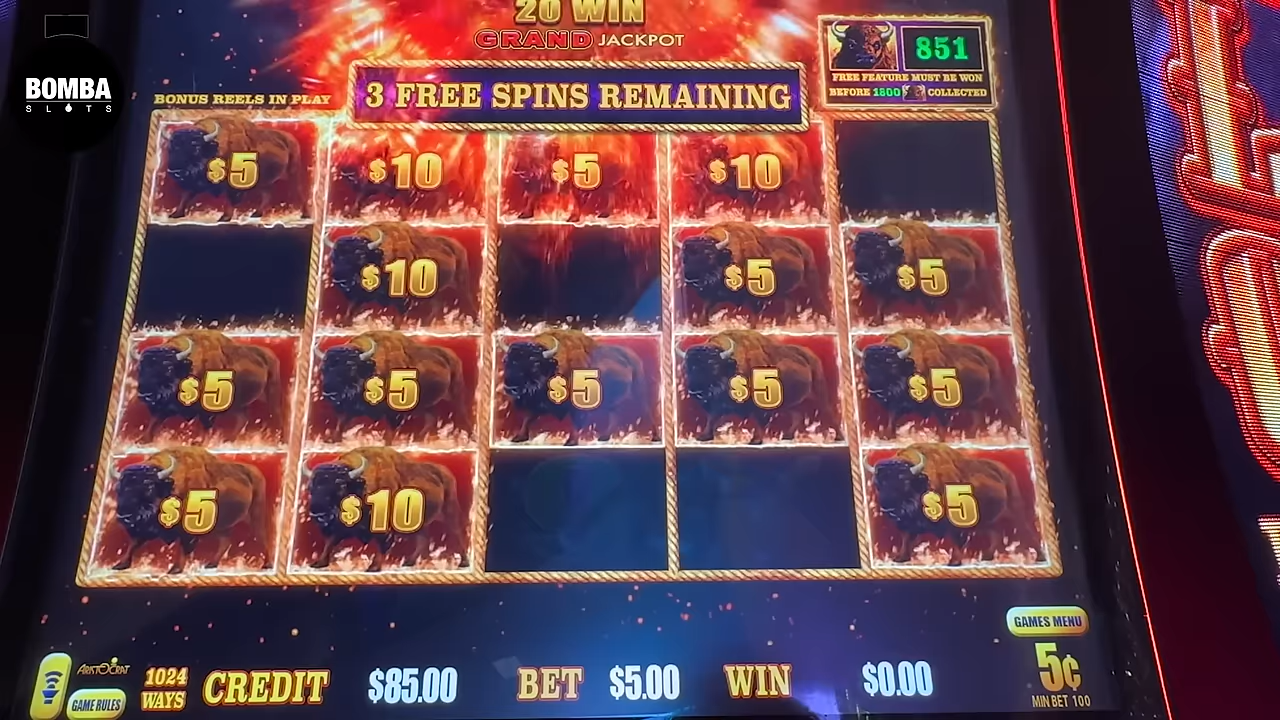 20 WIN
GRAND JACKPOT
BOMBA
SLOTS
BONUS REELS IN PLAY
3 FREE SPINS REMAINING
851
FREE FEATURE MUST BE WON
BEFORE 1800 COLLECTED
$5 $10 $5 $10
$10 $5 $5
$5 $5 $5 $5 $5
$5 $10 $5
GAMES MENU
ARISTOCRAT
GAME RULES
1024
WAYS
CREDIT $85.00 BET $5.00 WIN $0.00
5¢
MIN BET 100